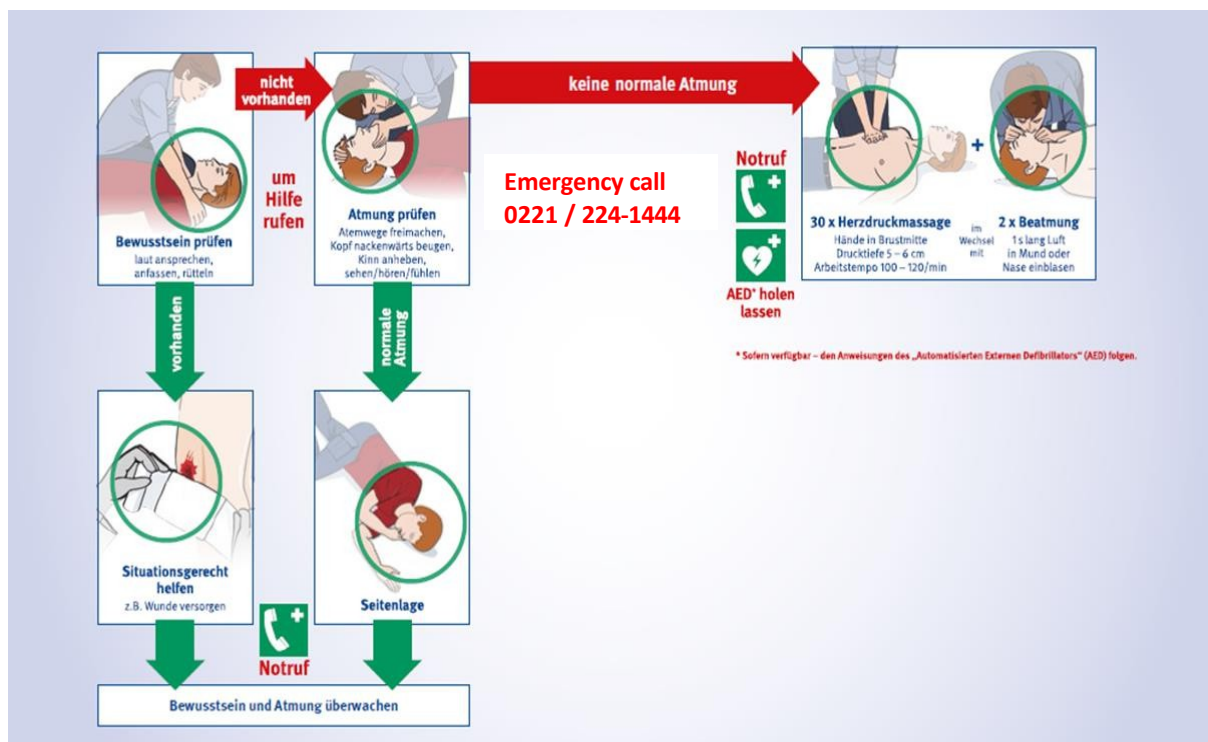 nicht
vorhanden
keine normale Atmung
um
Hilfe
rufen
Bewusstsein prüfen
laut ansprechen,
anfassen, rütteln
Atmung prüfen
Atemwege freimachen,
Kopf nackenwärts beugen,
Kinn anheben,
sehen/hören/fühlen
Emergency call
0221 / 224-1444
Notruf
AED* holen
lassen
30 x Herzdruckmassage
Hände in Brustmitte
Drucktiefe 5 – 6 cm
Arbeitstempo 100 – 120/min
+
im
Wechsel
mit
2 x Beatmung
1 s lang Luft
in Mund oder
Nase einblasen
* Sofern verfügbar – den Anweisungen des „Automatisierten Externen Defibrillators“ (AED) folgen.
vorhanden
normale
Atmung
Situationsgerecht
helfen
z.B. Wunde versorgen
Seitenlage
Notruf
Bewusstsein und Atmung überwachen